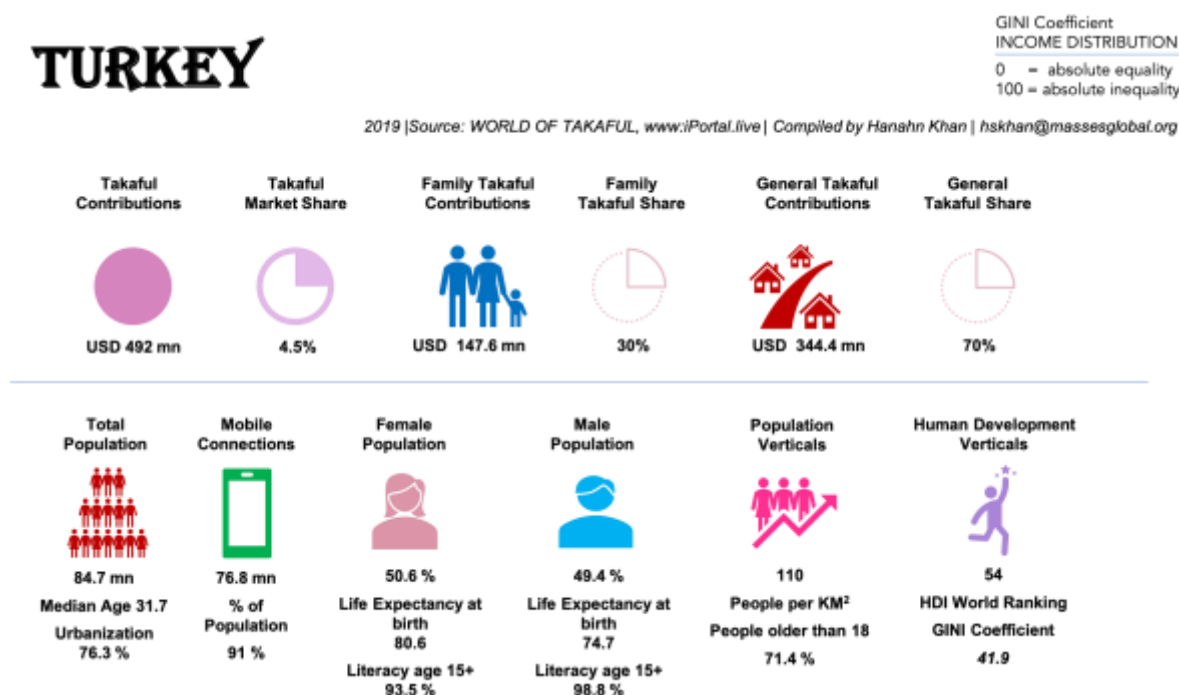 TURKEY
GINI Coefficient
INCOME DISTRIBUTION
0 = absolute equality
100 = absolute inequality
2019 |Source: WORLD OF TAKAFUL, www:iPortal.live | Compiled by Hanahn Khan | hskhan@massesglobal.org
Takaful
Contributions
USD 492 mn
Takaful
Market Share
4.5%
Family Takaful
Contributions
USD 147.6 mn
Family
Takaful Share
30%
General Takaful
Contributions
USD 344.4 mn
General
Takaful Share
70%
Total
Population
84.7 mn
Median Age 31.7
Urbanization
76.3 %
Mobile
Connections
76.8 mn
% of
Population
91 %
Female
Population
50.6 %
Life Expectancy at
birth
80.6
Literacy age 15+
93.5 %
Male
Population
49.4 %
Life Expectancy at
birth
74.7
Literacy age 15+
98.8 %
Population
Verticals
110
People per KM²
People older than 18
71.4 %
Human Development
Verticals
54
HDI World Ranking
GINI Coefficient
41.9